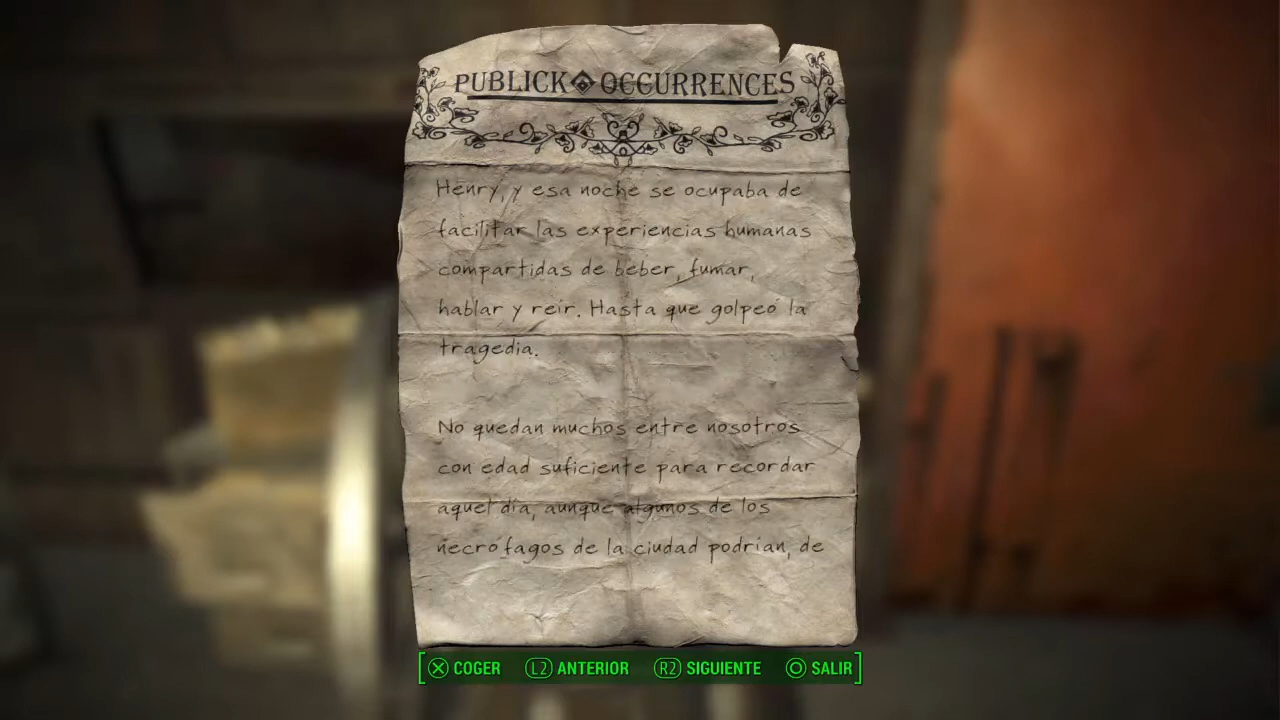 PUBLICK OCCURRENCES
Henry, y esa noche se ocupaba de
facilitar las experiencias humanas
compartidas de beber, fumar,
hablar y reír. Hasta que golpeó la
tragedia.
No quedan muchos entre nosotros
con edad suficiente para recordar
aquel día, aunque algunos de los
necrófagos de la ciudad podrían, de
[Ⓧ COGER L2 ANTERIOR R2 SIGUIENTE Ⓞ SALIR]